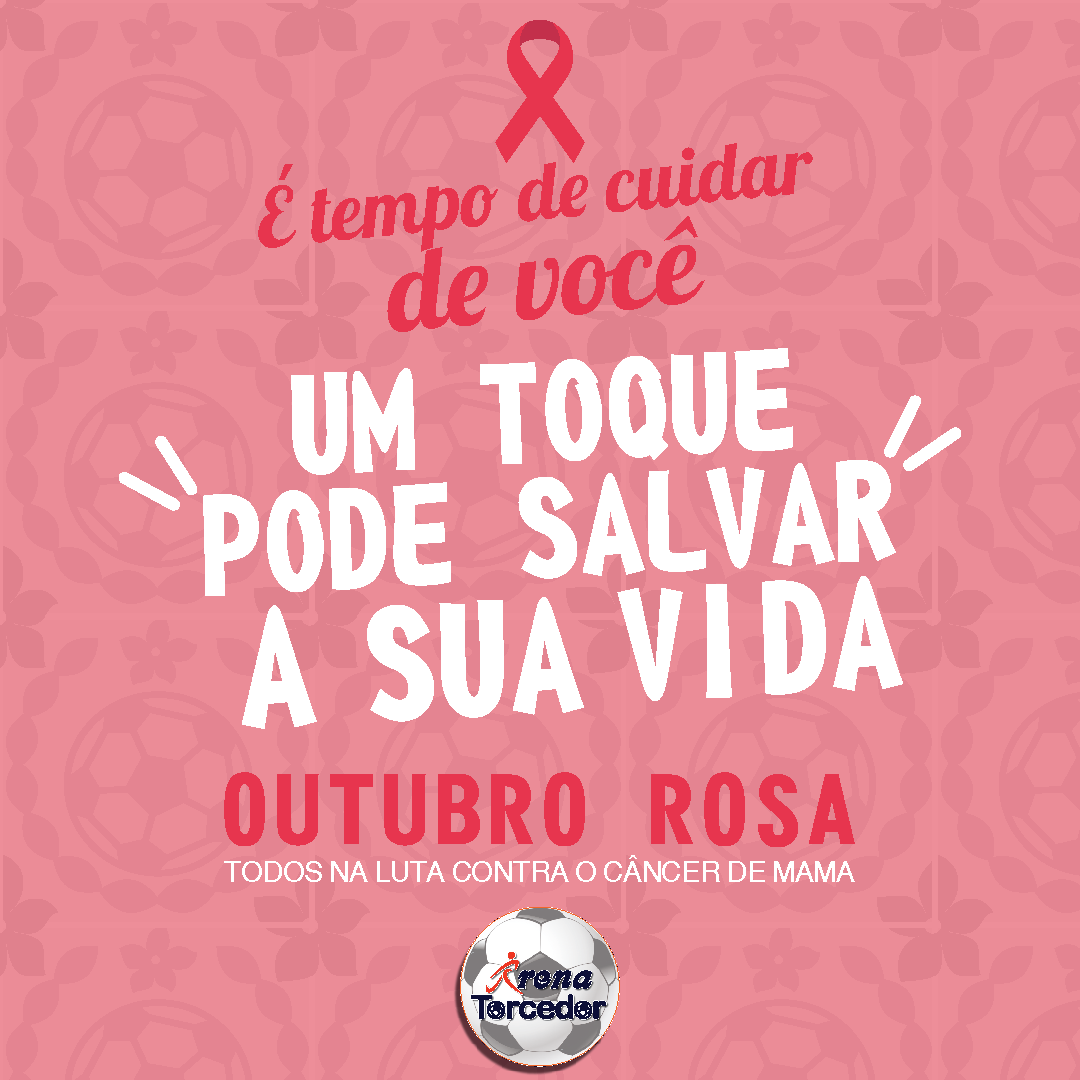 É tempo de cuidar
de você
UM TOQUE
PODE SALVAR
A SUA VIDA
OUTUBRO ROSA
TODOS NA LUTA CONTRA O CÂNCER DE MAMA
Arena
Torcedor